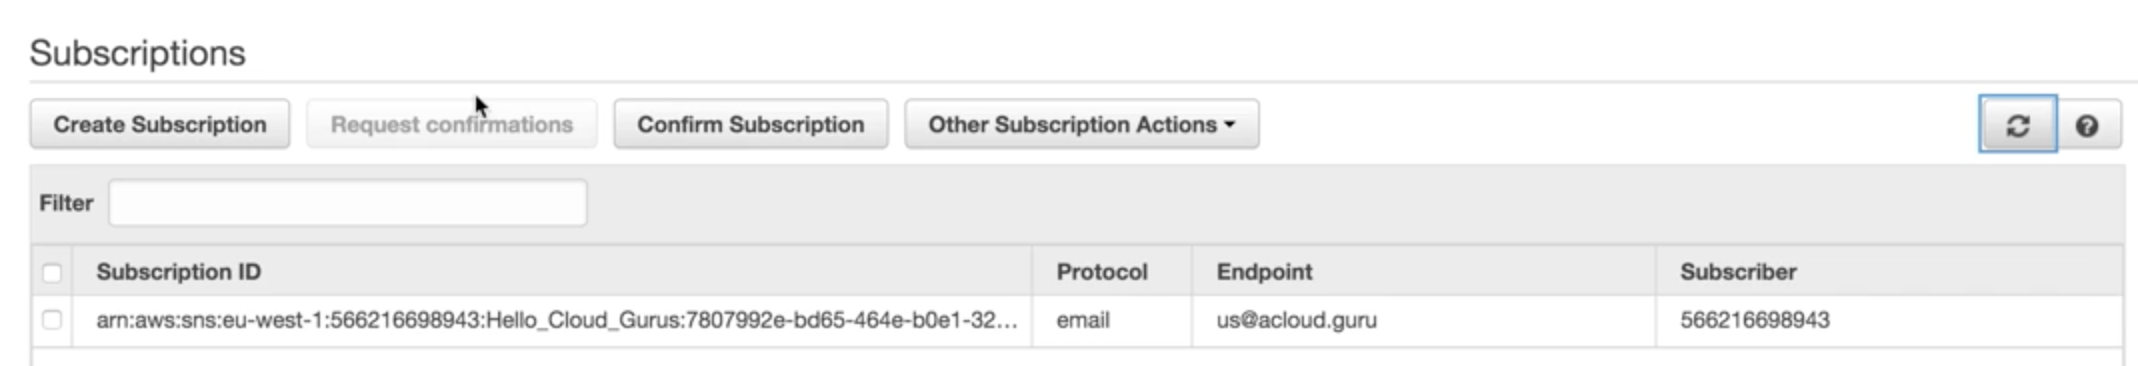 Subscriptions
Create Subscription Request confirmations Confirm Subscription Other Subscription Actions
Filter
Subscription ID Protocol Endpoint Subscriber
arn:aws:sns:eu-west-1:566216698943:Hello_Cloud_Gurus:7807992e-bd65-464e-b0e1-32... email us@acloud.guru 566216698943